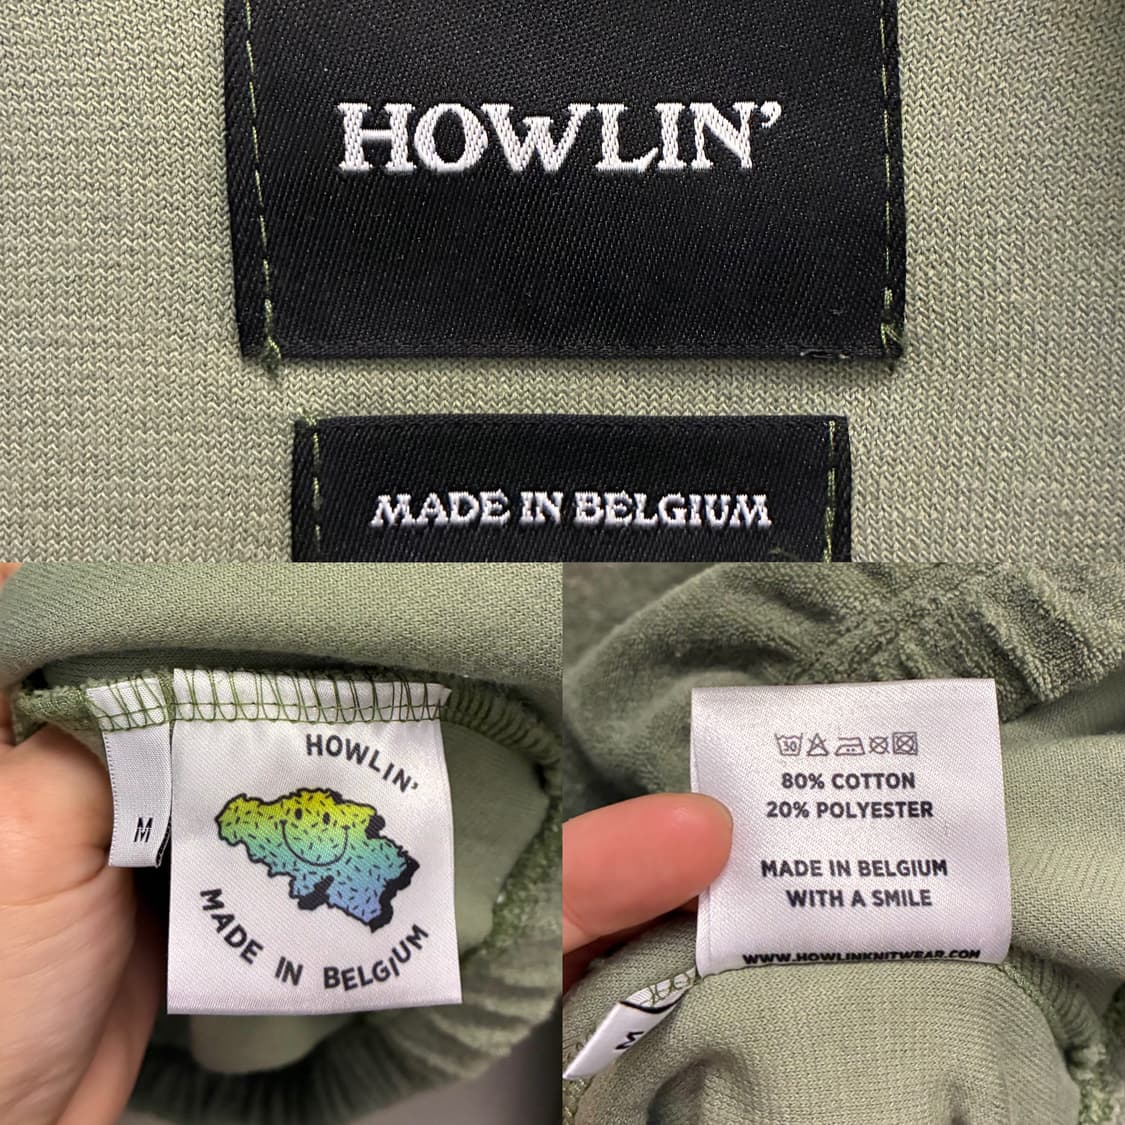 HOWLIN’
MADE IN BELGIUM
HOWLIN’
M
MADE IN BELGIUM
30
80% COTTON
20% POLYESTER
MADE IN BELGIUM
WITH A SMILE
WWW.HOWLINKNITWEAR.COM
M